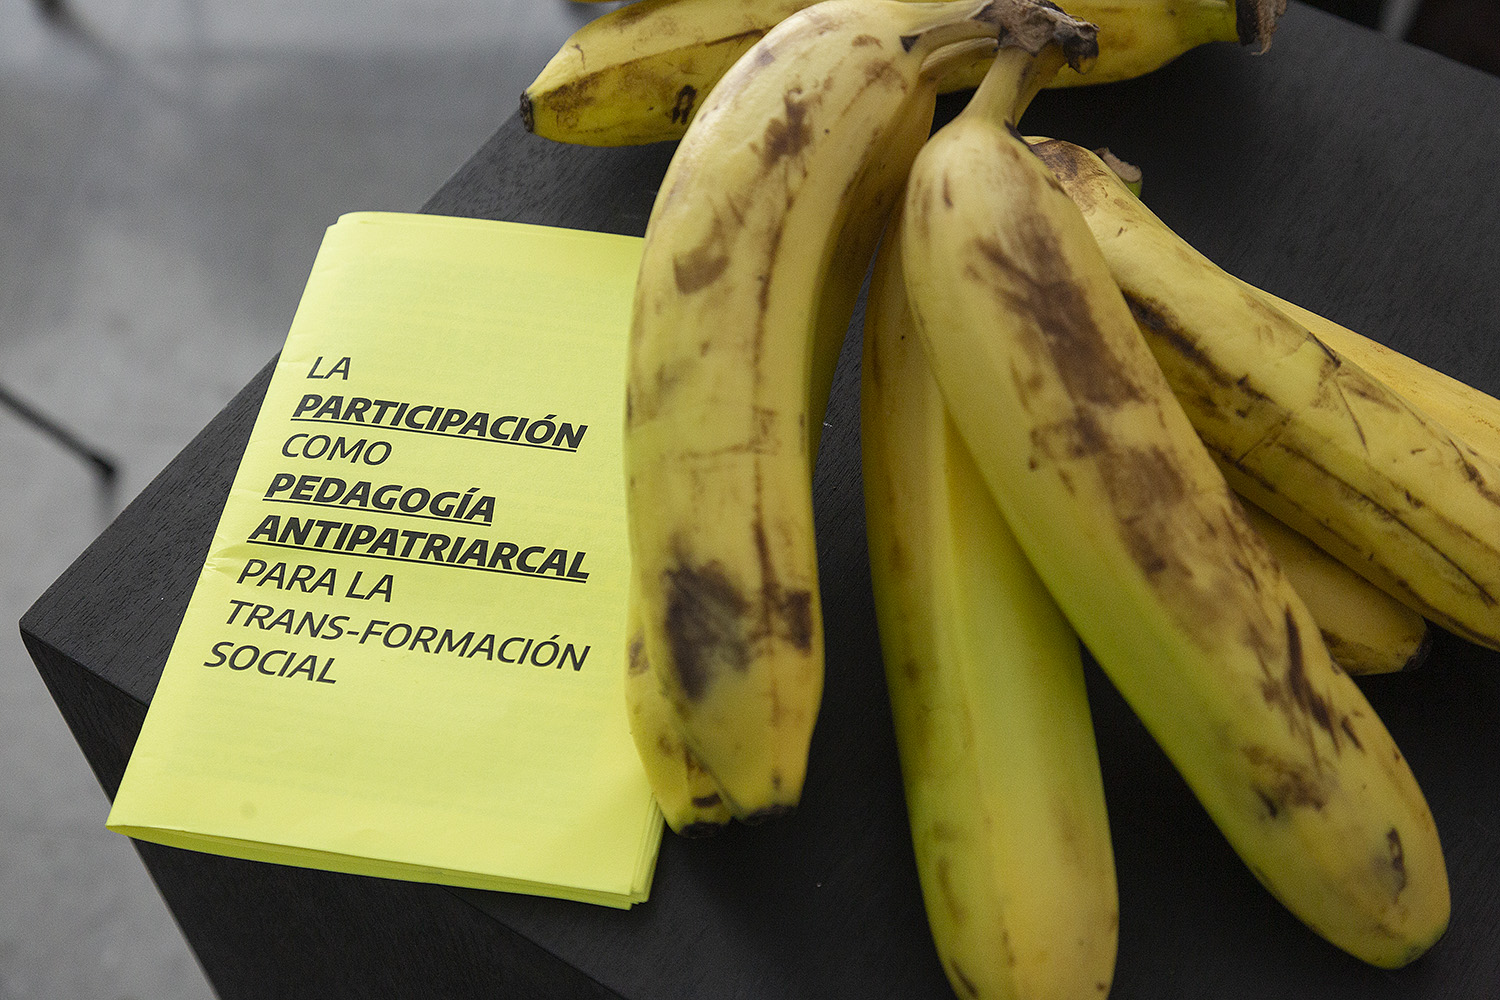 LA
PARTICIPACIÓN
COMO
PEDAGOGÍA
ANTIPATRIARCAL
PARA LA
TRANS-FORMACIÓN
SOCIAL